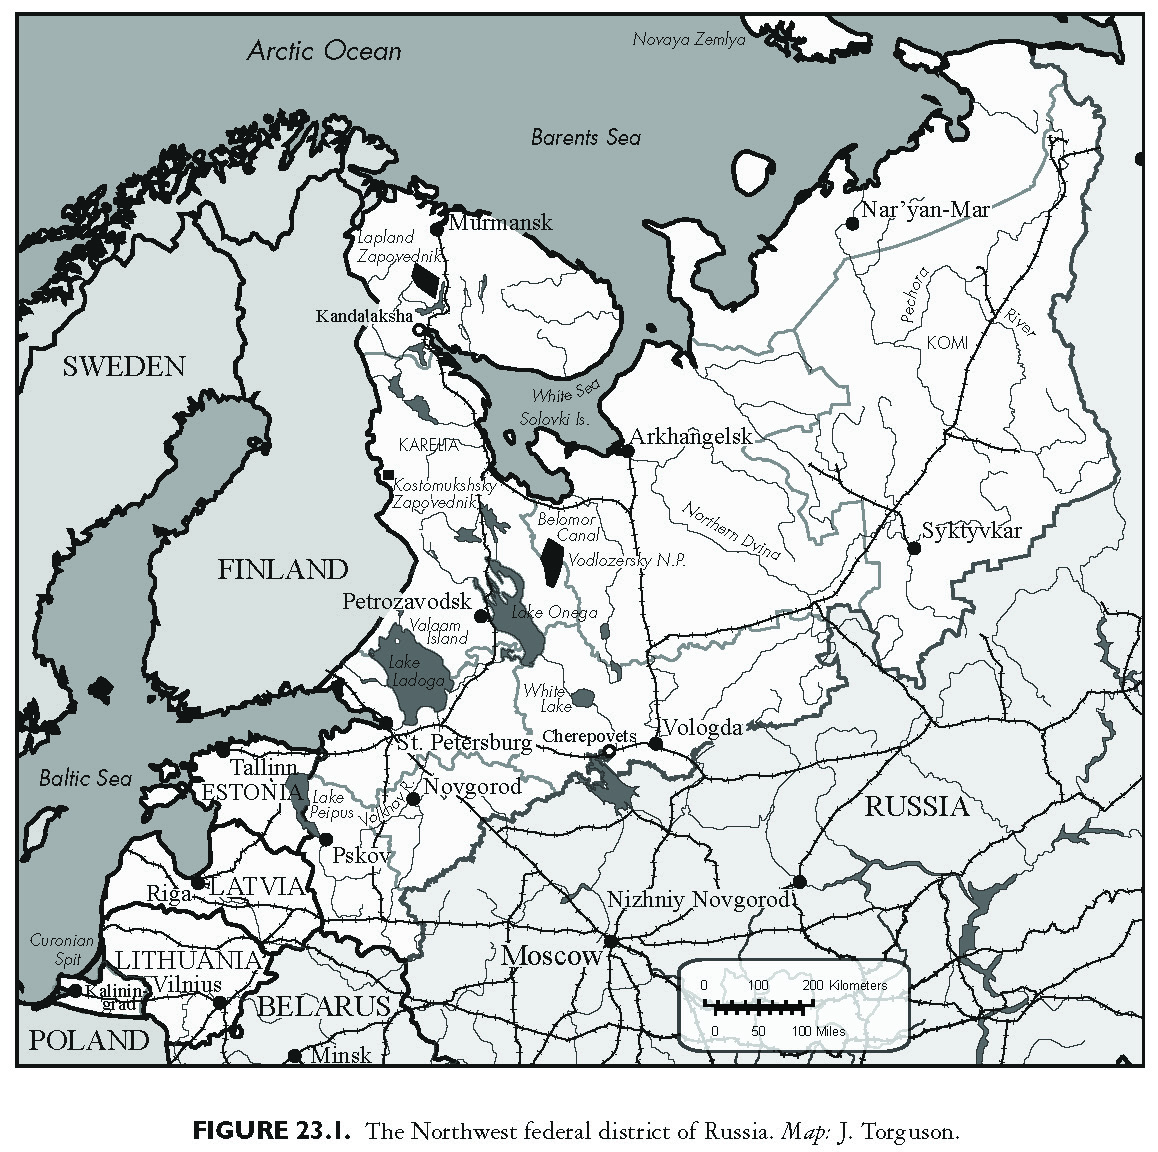 Arctic Ocean
Novaya Zemlya
Barents Sea
Murmansk
Nar'yan-Mar
Lapland
Zapovednik
Pechora
River
Kandalaksha
KOMI
SWEDEN
White Sea
Solovki Is.
Arkhangelsk
KARELIA
Kostomukshsky
Zapovednik
Belomor
Canal
Northern Dvina
Syktyvkar
Vodlozersky N.P.
FINLAND
Petrozavodsk
Lake Onega
Valaam
Island
Lake
Ladoga
White
Lake
Cherepovets
Vologda
St. Petersburg
Baltic Sea
Tallinn
ESTONIA
Lake
Peipus
Volkhov R.
Novgorod
RUSSIA
Pskov
Riga
LATVIA
Nizhniy Novgorod
Curonian
Spit
LITHUANIA
Moscow
Kalinin-
grad
Vilnius
BELARUS
POLAND
Minsk
0 100 200 Kilometers
0 50 100 Miles
FIGURE 23.1. The Northwest federal district of Russia. Map: J. Torguson.